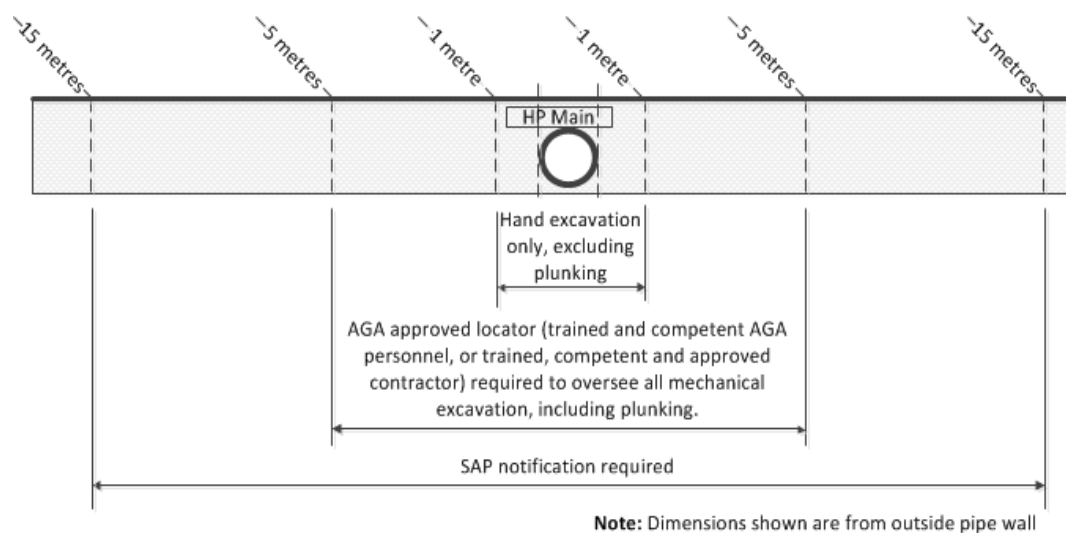 –15 metres
–5 metres
–1 metre
–1 metre
–5 metres
–15 metres
HP Main
Hand excavation
only, excluding
plunking
AGA approved locator (trained and competent AGA
personnel, or trained, competent and approved
contractor) required to oversee all mechanical
excavation, including plunking.
SAP notification required
Note: Dimensions shown are from outside pipe wall